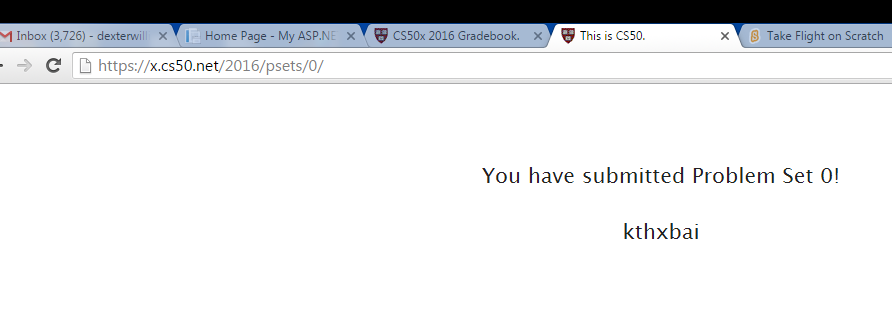 Inbox (3,726) - dexterwil
Home Page - My ASP.NE
CS50x 2016 Gradebook.
This is CS50.
Take Flight on Scratch
https://x.cs50.net/2016/psets/0/
You have submitted Problem Set 0!
kthxbai